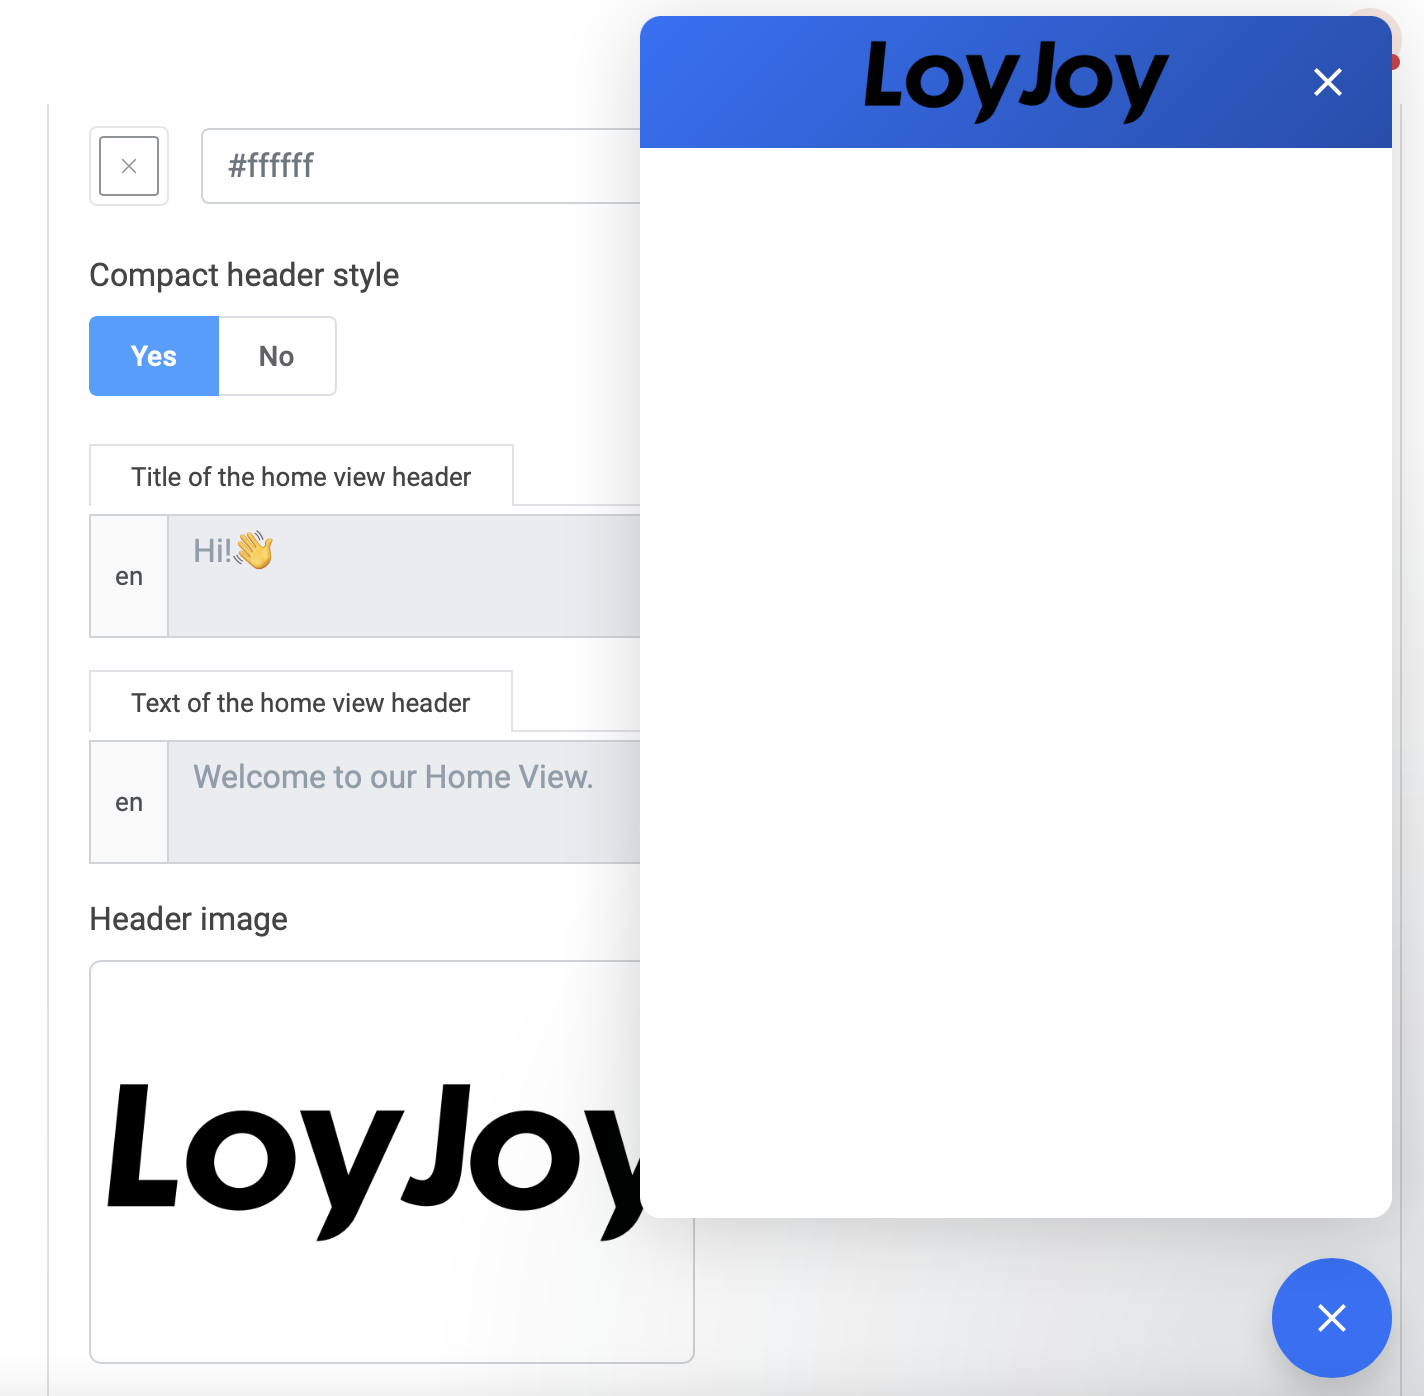 LoyJoy
#ffffff
Compact header style
Yes No
Title of the home view header
en
Hi!👋
Text of the home view header
en
Welcome to our Home View.
Header image
LoyJoy